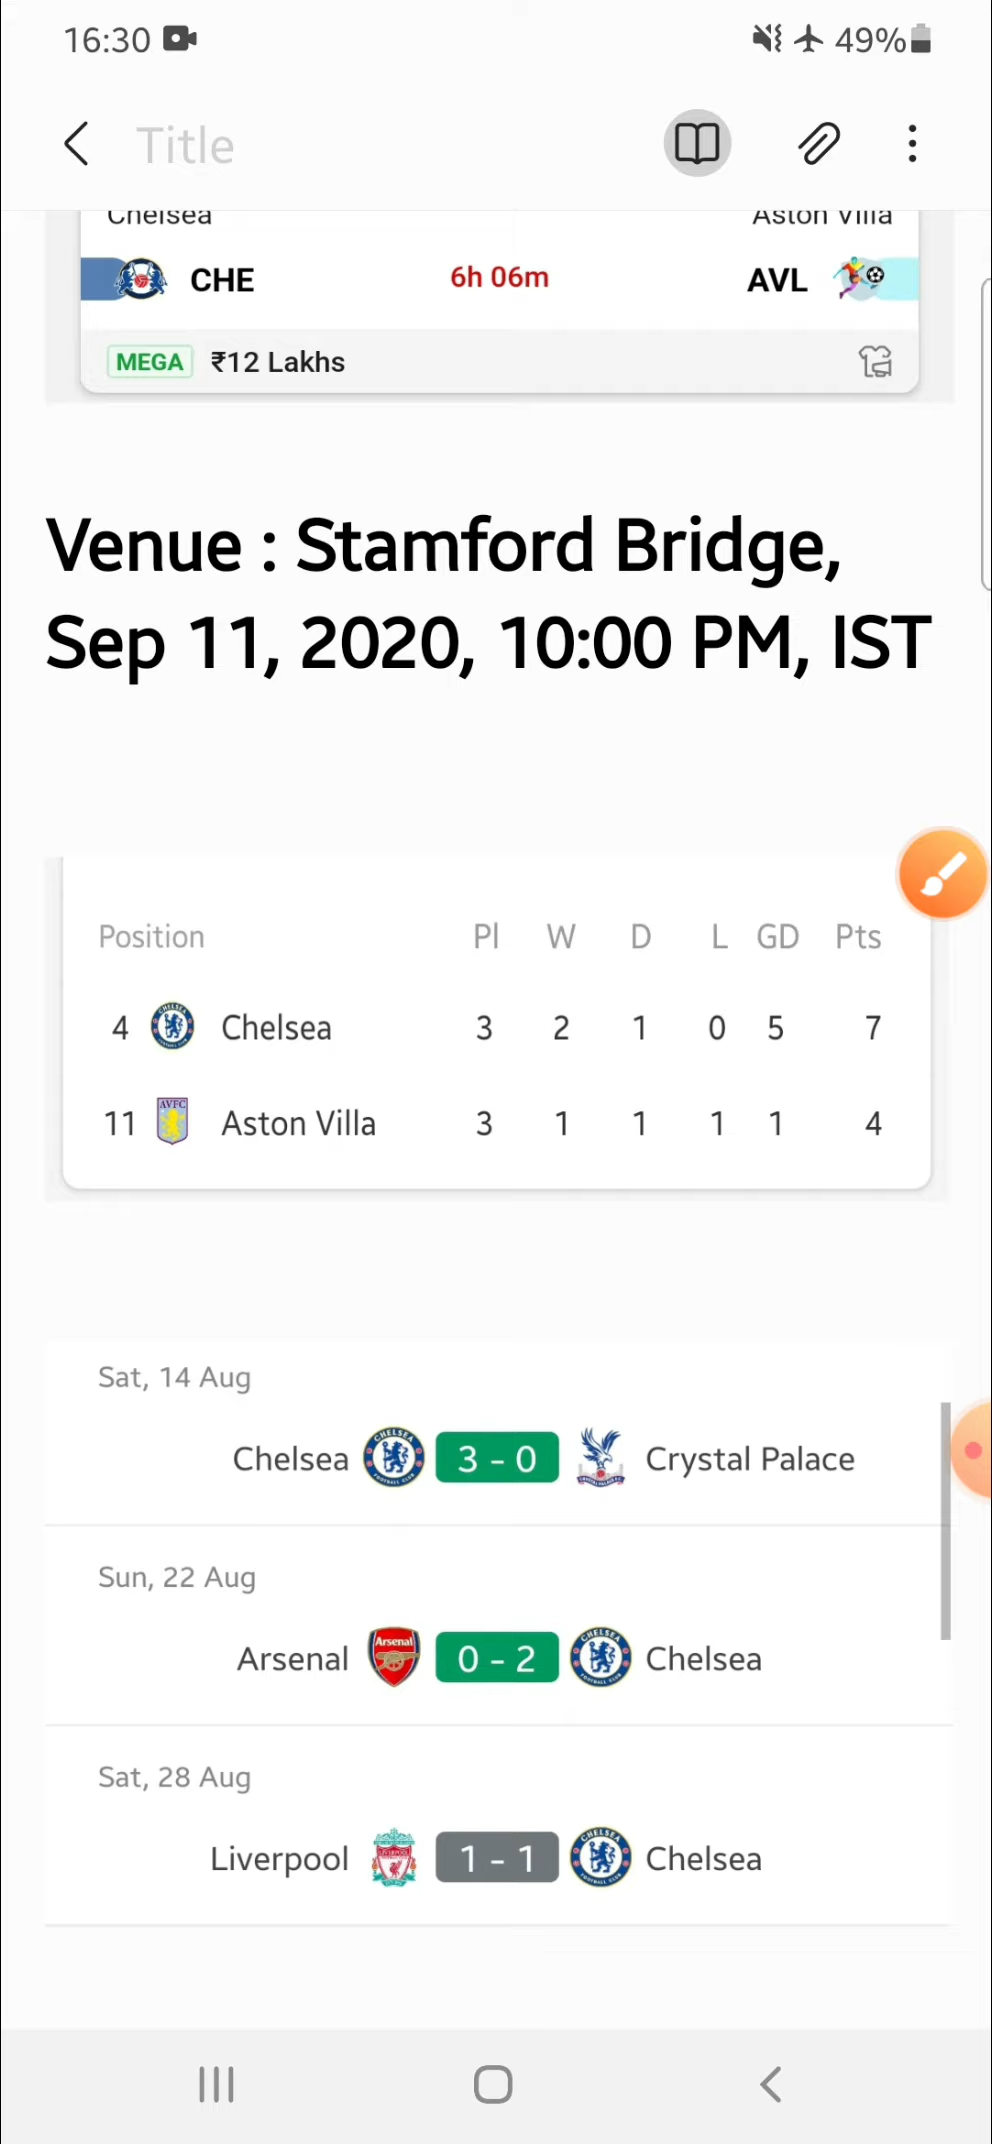 16:30 49%
Title
Chelsea Aston Villa
CHE 6h 06m AVL
MEGA ₹12 Lakhs
Venue : Stamford Bridge,
Sep 11, 2020, 10:00 PM, IST
Position Pl W D L GD Pts
4 Chelsea 3 2 1 0 5 7
11 Aston Villa 3 1 1 1 1 4
Sat, 14 Aug
Chelsea 3 - 0 Crystal Palace
Sun, 22 Aug
Arsenal 0 - 2 Chelsea
Sat, 28 Aug
Liverpool 1 - 1 Chelsea